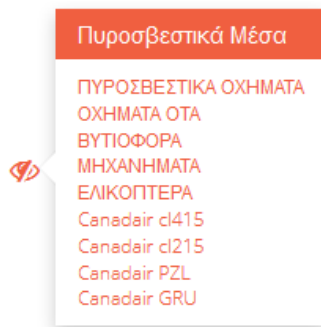 Πυροσβεστικά Μέσα
ΠΥΡΟΣΒΕΣΤΙΚΑ ΟΧΗΜΑΤΑ
ΟΧΗΜΑΤΑ ΟΤΑ
ΒΥΤΙΟΦΟΡΑ
ΜΗΧΑΝΗΜΑΤΑ
ΕΛΙΚΟΠΤΕΡΑ
Canadair cl415
Canadair cl215
Canadair PZL
Canadair GRU